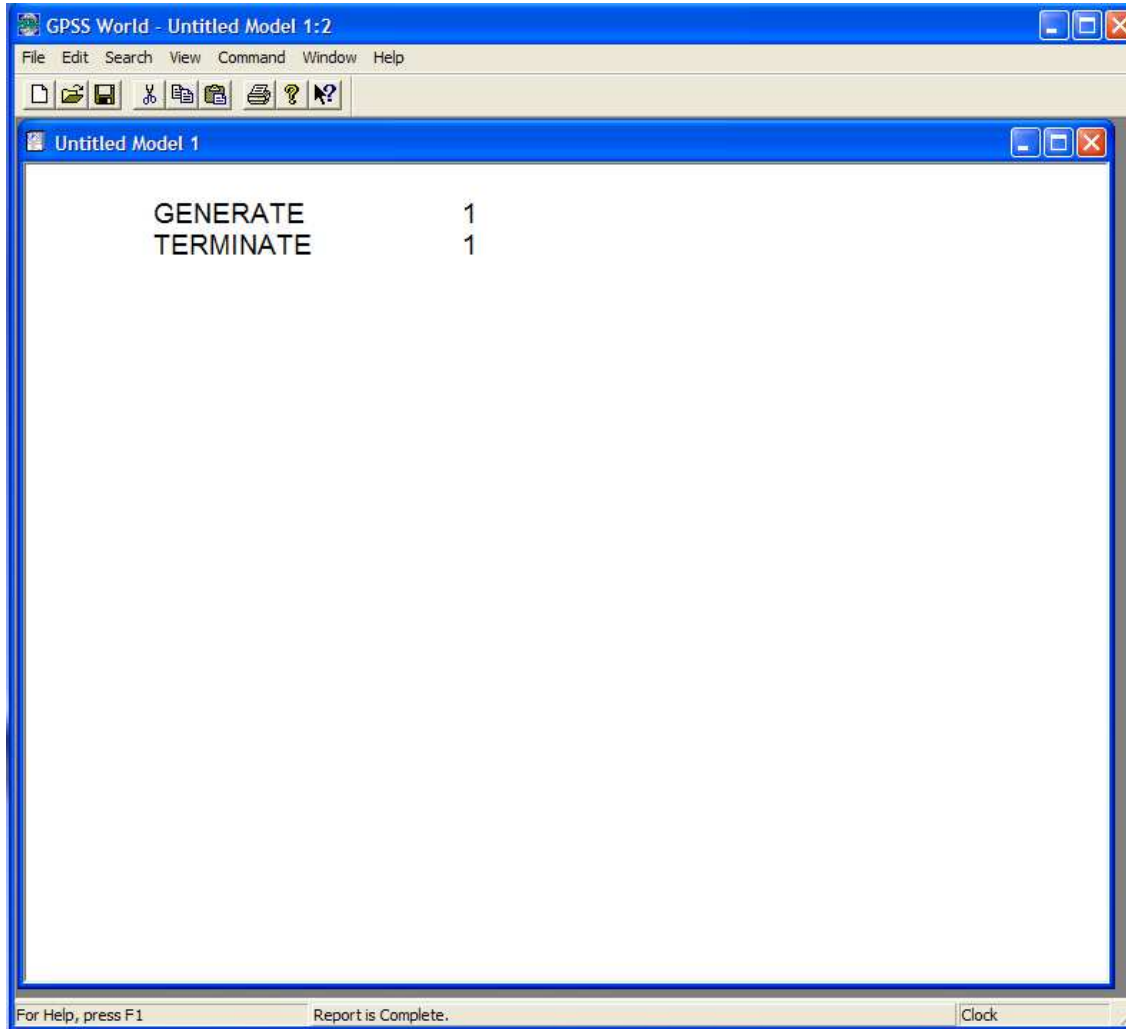 GPSS World - Untitled Model 1:2
File Edit Search View Command Window Help
Untitled Model 1
GENERATE 1
TERMINATE 1
For Help, press F1 Report is Complete. Clock